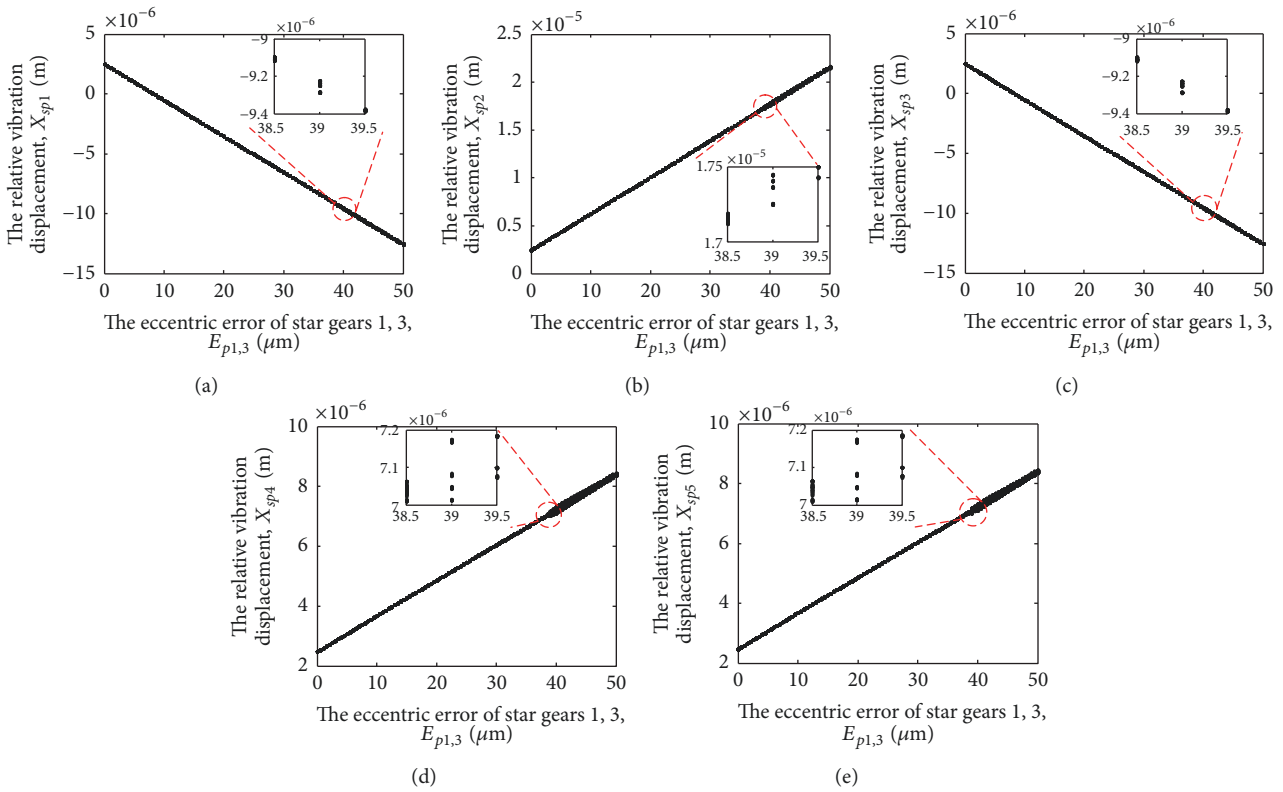 ×10⁻⁶
5
0
−5
−10
−15
The relative vibration
displacement, X_sp1 (m)
×10⁻⁶
−9
−9.2
−9.4
38.5 39 39.5
0 10 20 30 40 50
The eccentric error of star gears 1, 3,
E_p1,3 (μm)
(a)
×10⁻⁵
2.5
2
1.5
1
0.5
0
The relative vibration
displacement, X_sp2 (m)
1.75 ×10⁻⁵
1.7
38.5 39 39.5
0 10 20 30 40 50
The eccentric error of star gears 1, 3,
E_p1,3 (μm)
(b)
×10⁻⁶
5
0
−5
−10
−15
The relative vibration
displacement, X_sp3 (m)
×10⁻⁶
−9
−9.2
−9.4
38.5 39 39.5
0 10 20 30 40 50
The eccentric error of star gears 1, 3,
E_p1,3 (μm)
(c)
×10⁻⁶
10
8
6
4
2
The relative vibration
displacement, X_sp4 (m)
×10⁻⁶
7.2
7.1
7
38.5 39 39.5
0 10 20 30 40 50
The eccentric error of star gears 1, 3,
E_p1,3 (μm)
(d)
×10⁻⁶
10
8
6
4
2
The relative vibration
displacement, X_sp5 (m)
×10⁻⁶
7.2
7.1
7
38.5 39 39.5
0 10 20 30 40 50
The eccentric error of star gears 1, 3,
E_p1,3 (μm)
(e)